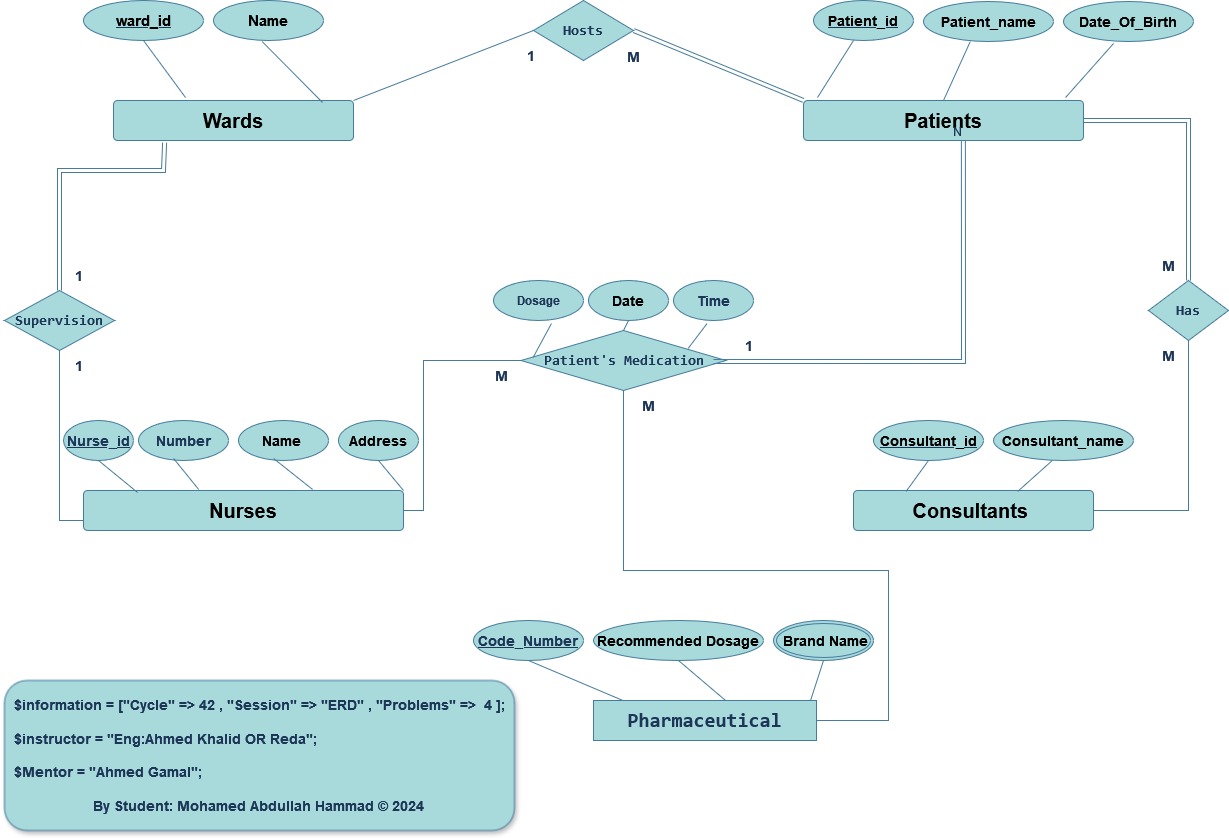 ward_id
Name
Hosts
Patient_id
Patient_name
Date_Of_Birth
1
M
Wards
Patients
N
1
M
Supervision
Dosage
Date
Time
Has
1
Patient's Medication
1
M
M
M
Nurse_id
Number
Name
Address
Consultant_id
Consultant_name
Nurses
Consultants
Code_Number
Recommended Dosage
Brand Name
Pharmaceutical
$information = ["Cycle" => 42 , "Session" => "ERD" , "Problems" =>  4 ];
$instructor = "Eng:Ahmed Khalid OR Reda";
$Mentor = "Ahmed Gamal";
By Student: Mohamed Abdullah Hammad © 2024